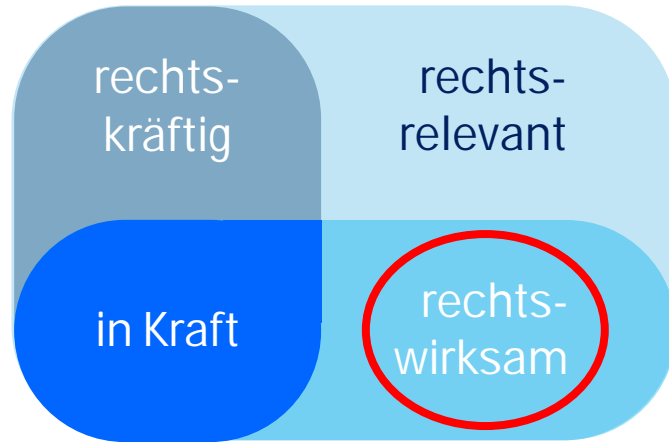 rechts-
kräftig
rechts-
relevant
in Kraft
rechts-
wirksam